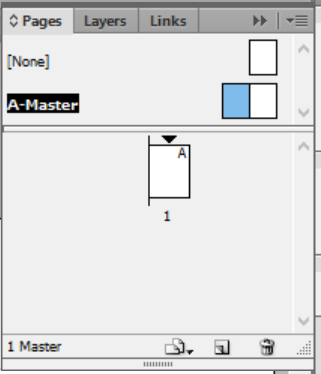 Pages Layers Links
[None]
A-Master
A
1
1 Master